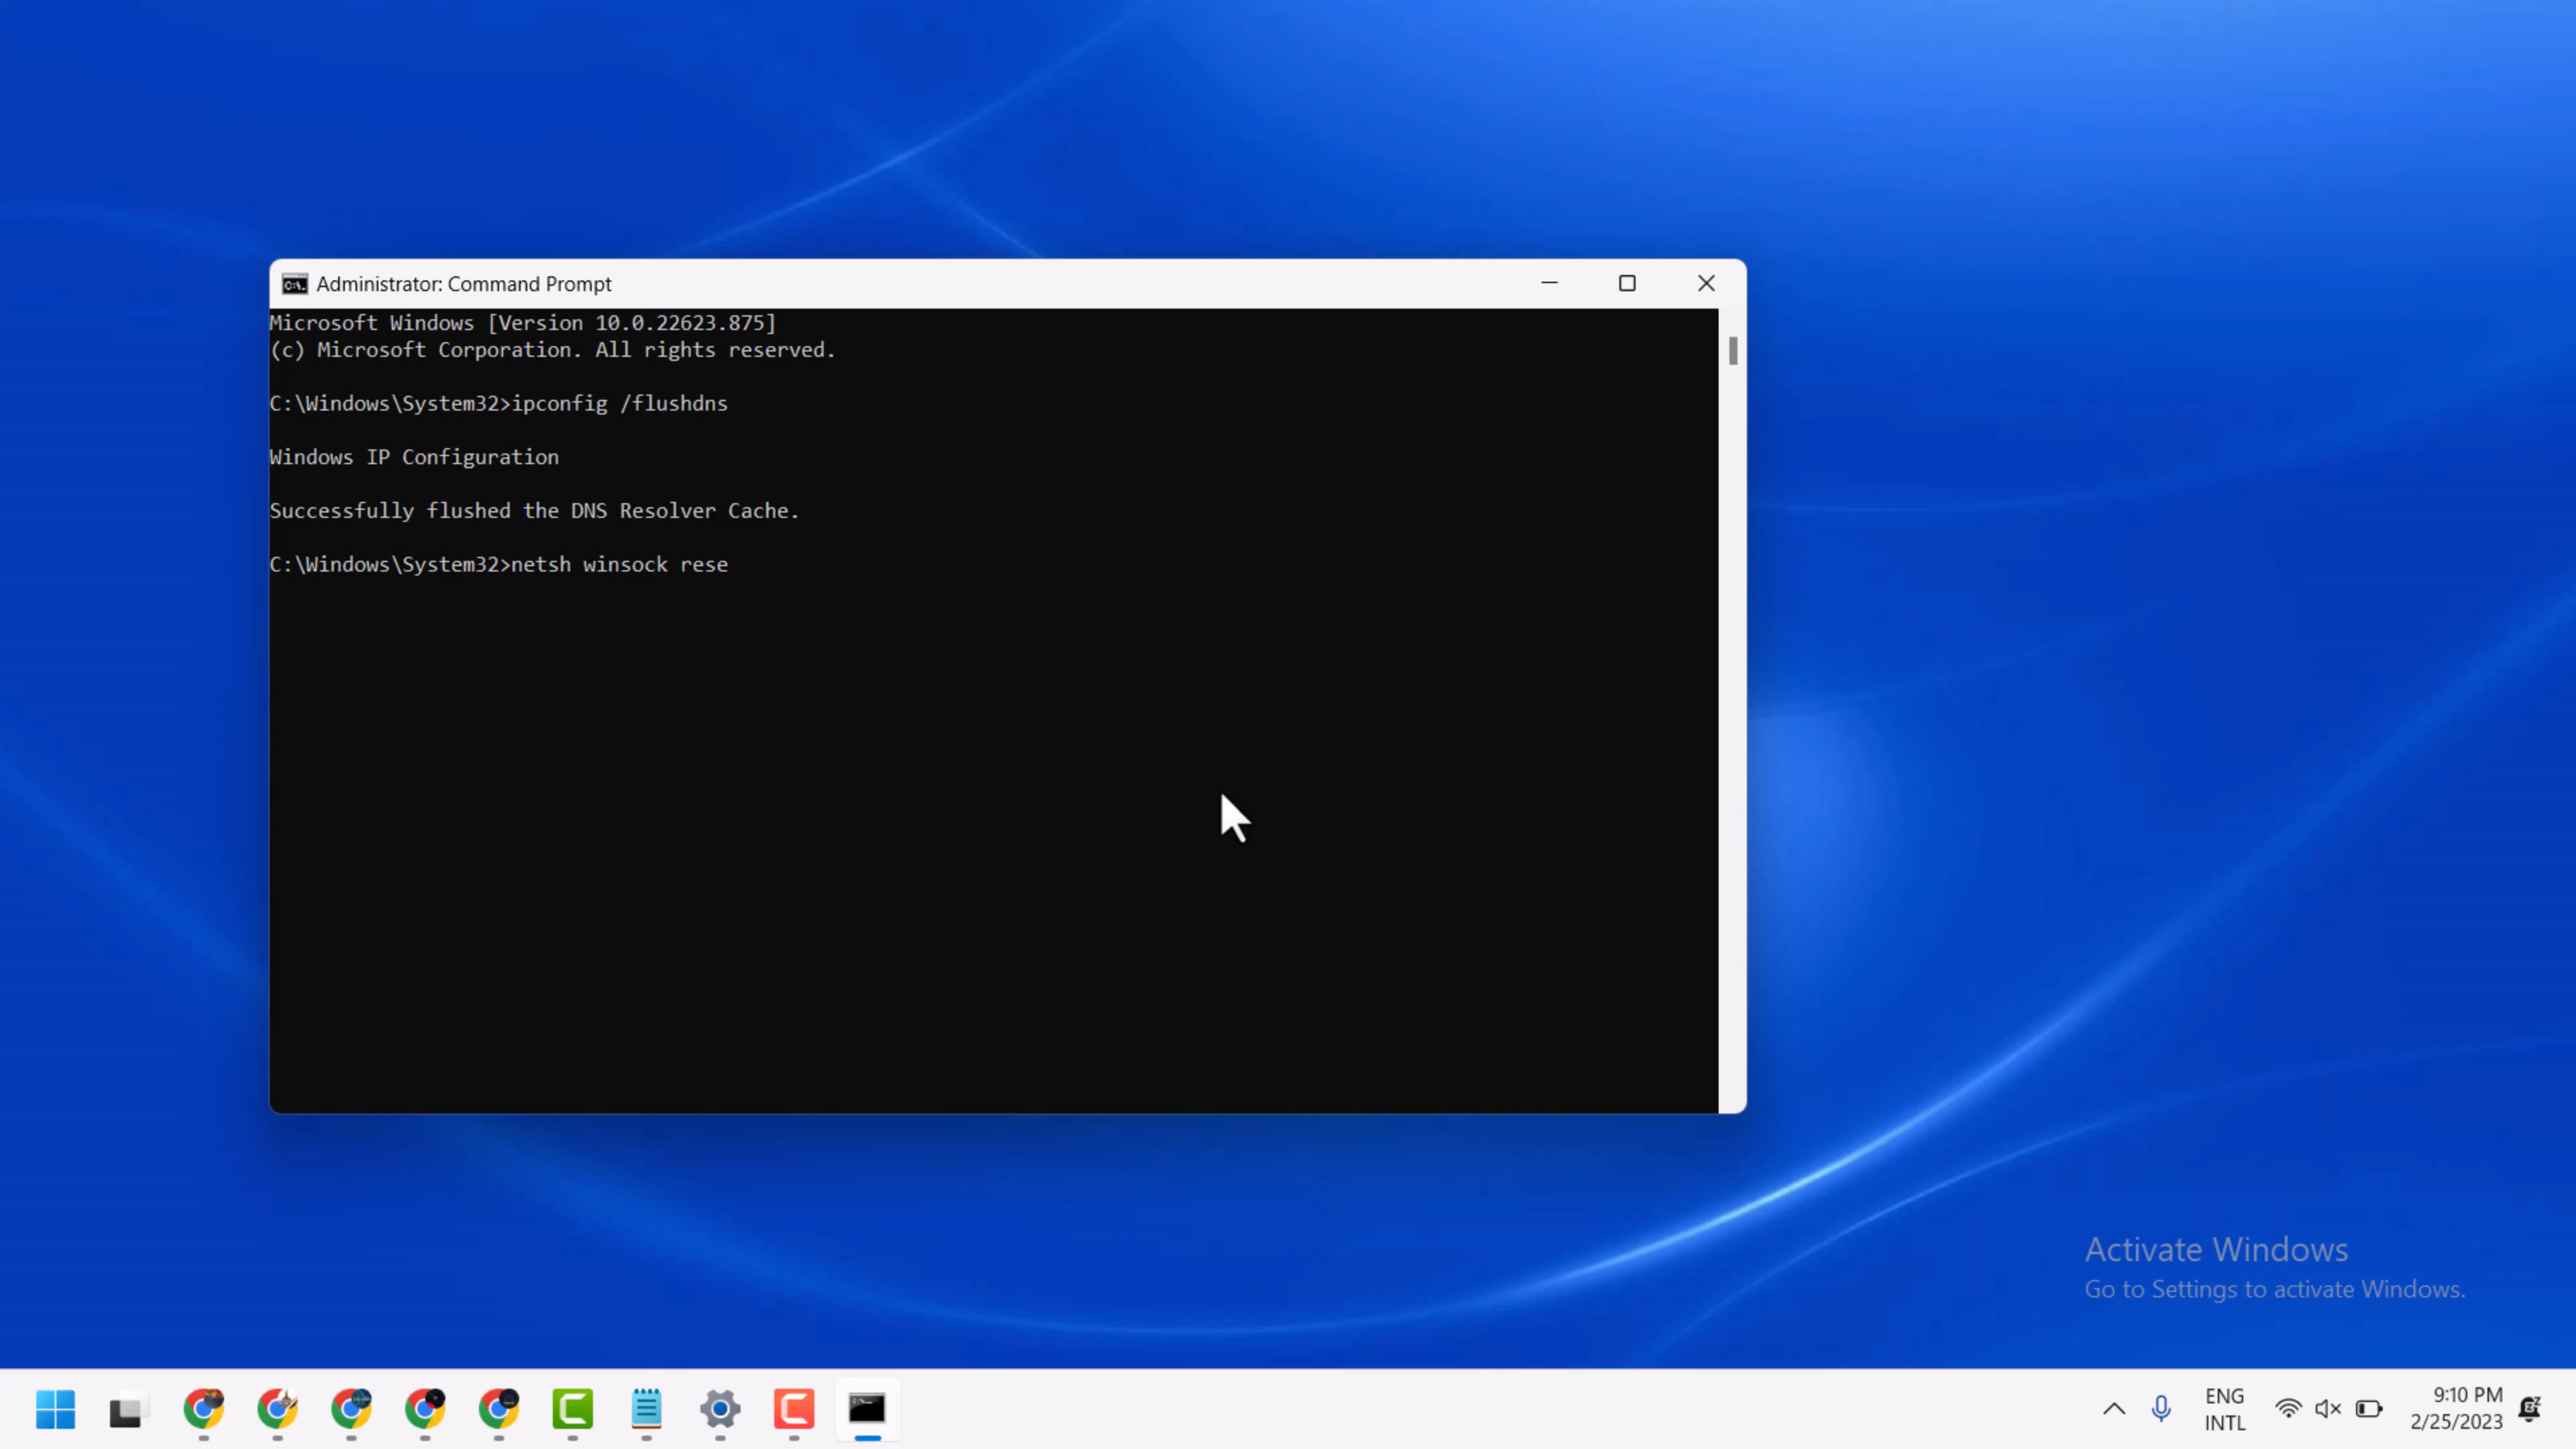 Administrator: Command Prompt
Microsoft Windows [Version 10.0.22623.875]
(c) Microsoft Corporation. All rights reserved.
C:\Windows\System32>ipconfig /flushdns
Windows IP Configuration
Successfully flushed the DNS Resolver Cache.
C:\Windows\System32>netsh winsock rese
Activate Windows
Go to Settings to activate Windows.
ENG
INTL
9:10 PM
2/25/2023